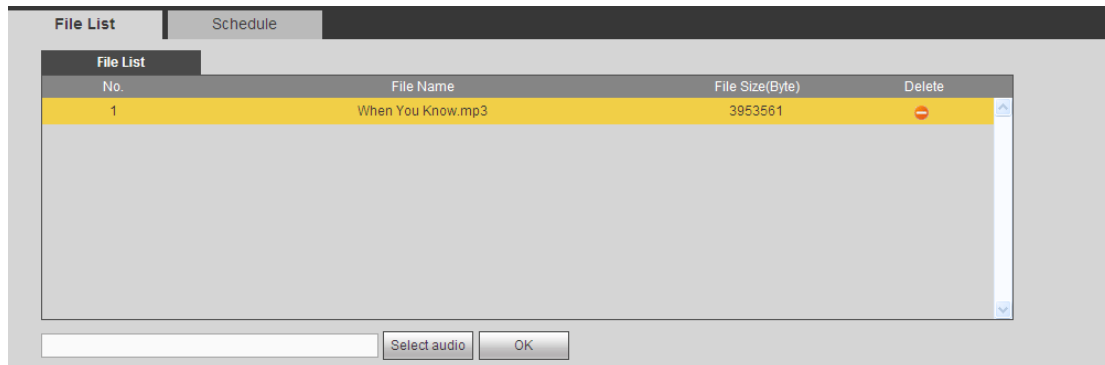 File List Schedule
File List
No. File Name File Size(Byte) Delete
1 When You Know.mp3 3953561
Select audio OK